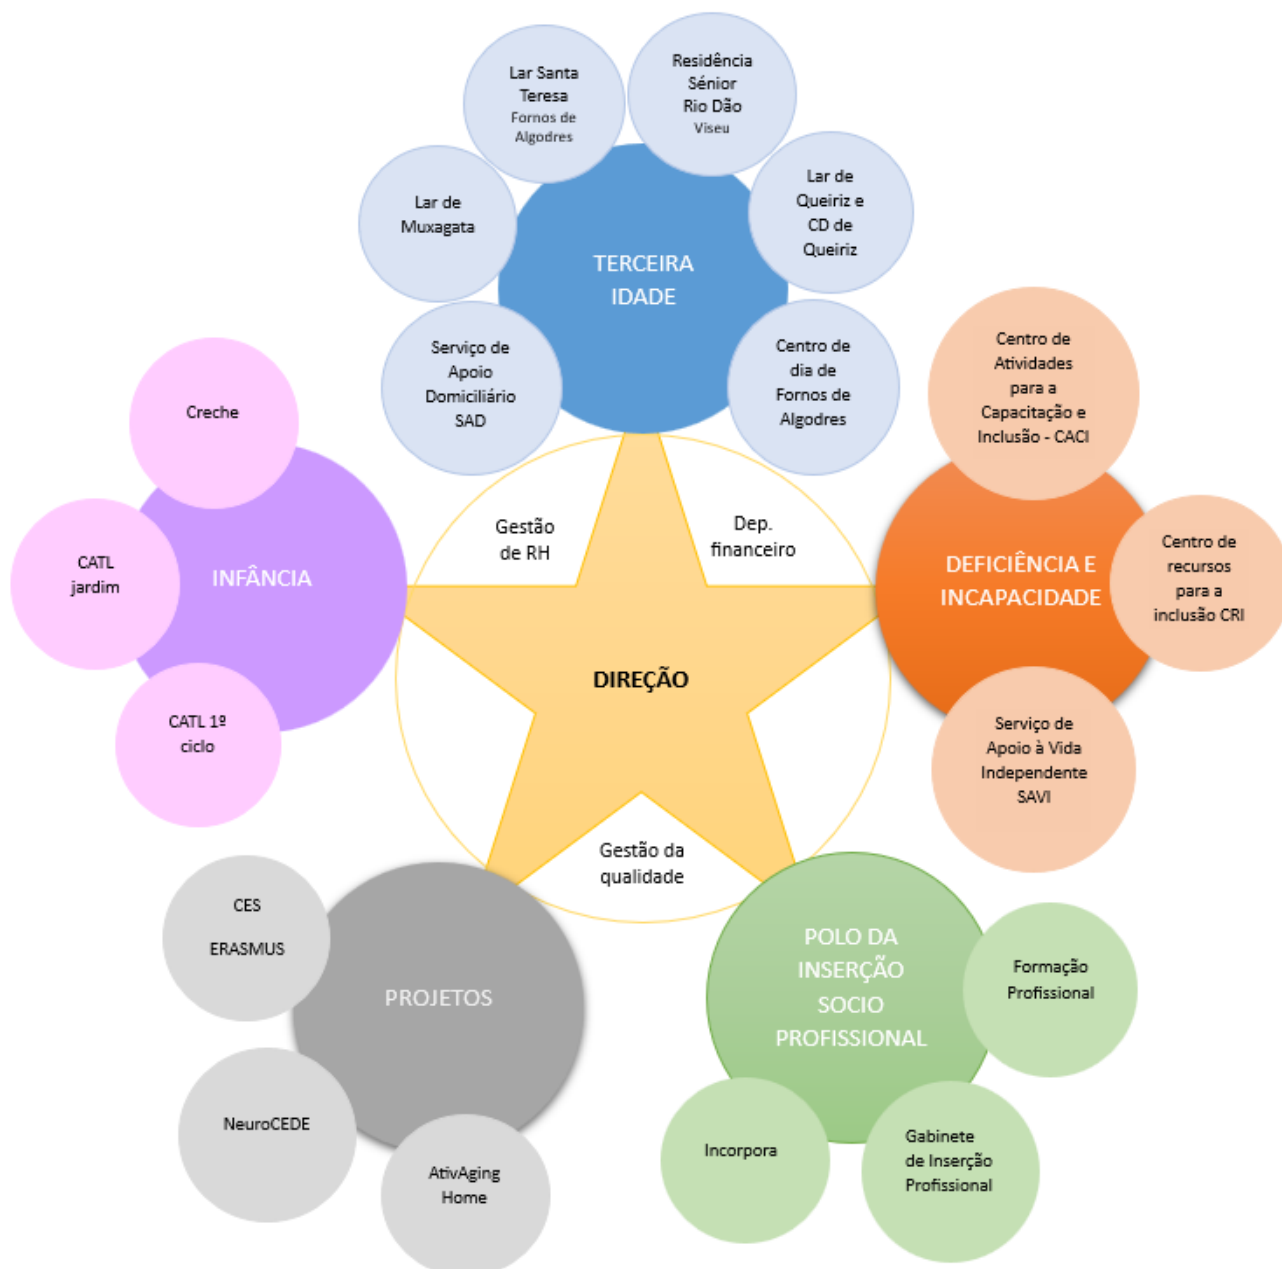 Lar Santa
Teresa
Fornos de
Algodres
Residência
Sénior
Rio Dão
Viseu
Lar de
Muxagata
Lar de
Queiriz e
CD de
Queiriz
TERCEIRA
IDADE
Serviço de
Apoio
Domiciliário
SAD
Centro de
dia de
Fornos de
Algodres
Centro de
Atividades
para a
Capacitação e
Inclusão - CACI
Creche
CATL
jardim
INFÂNCIA
CATL 1º
ciclo
Gestão
de RH
Dep.
financeiro
DEFICIÊNCIA E
INCAPACIDADE
Centro de
recursos
para a
inclusão CRI
DIREÇÃO
Serviço de
Apoio à Vida
Independente
SAVI
Gestão da
qualidade
CES
ERASMUS
PROJETOS
NeuroCEDE
AtivAging
Home
POLO DA
INSERÇÃO
SOCIO
PROFISSIONAL
Formação
Profissional
Incorpora
Gabinete
de Inserção
Profissional